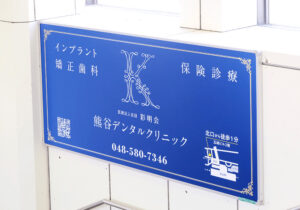 インプラント
矯正歯科
K
保険診療
医療法人社団 彩明会
熊谷デンタルクリニック
048-580-7346
北口から徒歩1分